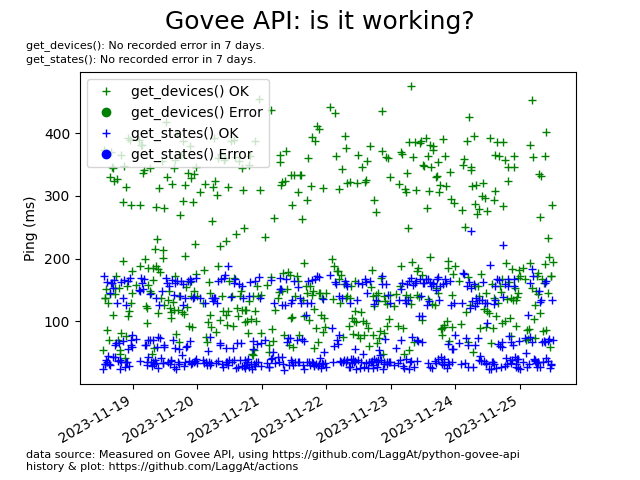 Govee API: is it working?
get_devices(): No recorded error in 7 days.
get_states(): No recorded error in 7 days.
get_devices() OK
get_devices() Error
get_states() OK
get_states() Error
400
300
200
100
Ping (ms)
2023-11-19
2023-11-20
2023-11-21
2023-11-22
2023-11-23
2023-11-24
2023-11-25
data source: Measured on Govee API, using https://github.com/LaggAt/python-govee-api
history & plot: https://github.com/LaggAt/actions